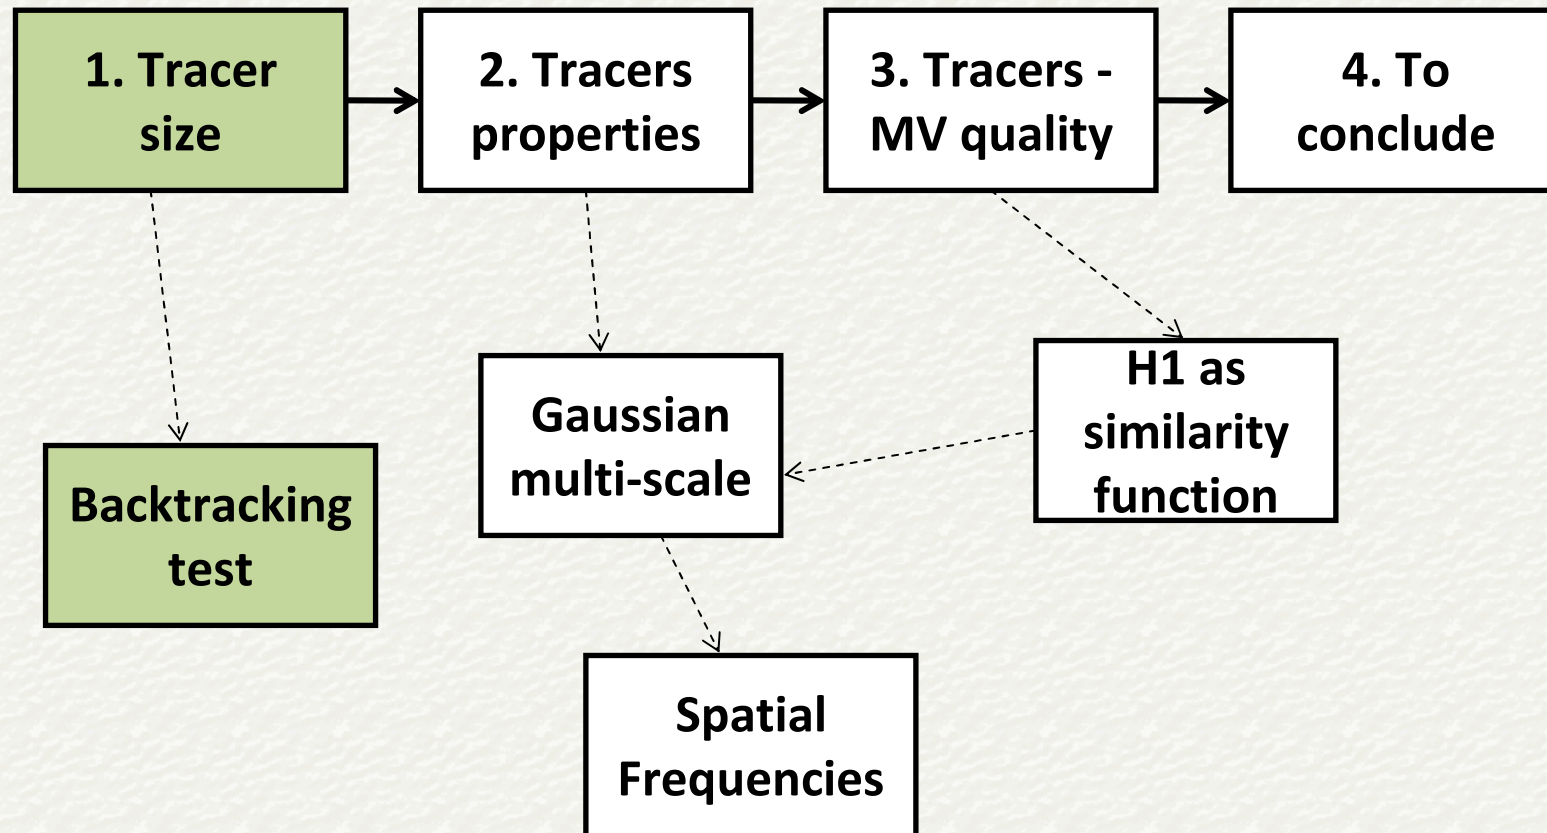 1. Tracer
size
2. Tracers
properties
3. Tracers -
MV quality
4. To
conclude
Backtracking
test
Gaussian
multi-scale
H1 as
similarity
function
Spatial
Frequencies